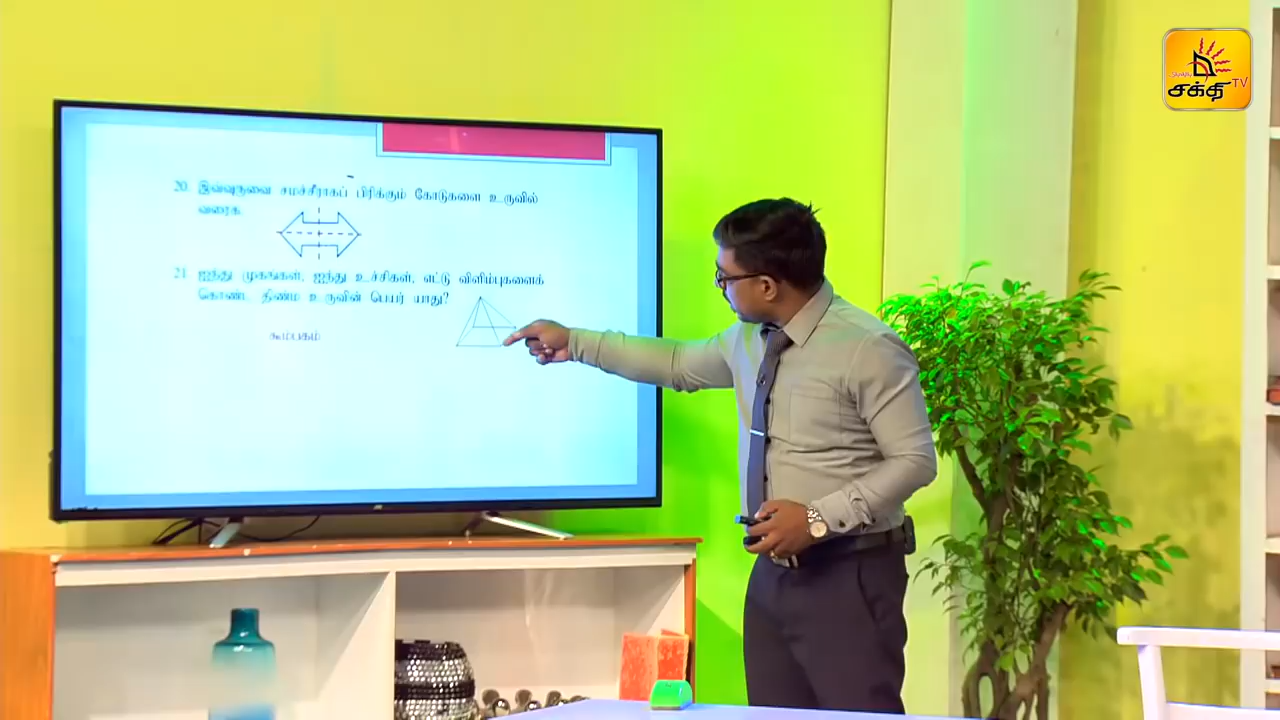 20. இவ்வுருவை சமச்சீராகப் பிரிக்கும் கோடுகளை உருவில்
வரைக.
21. ஐந்து முகங்கள், ஐந்து உச்சிகள், எட்டு விளிம்புகளைக்
கொண்ட திண்ம உருவின் பெயர் யாது?
கூம்பகம்
சக்தி TV